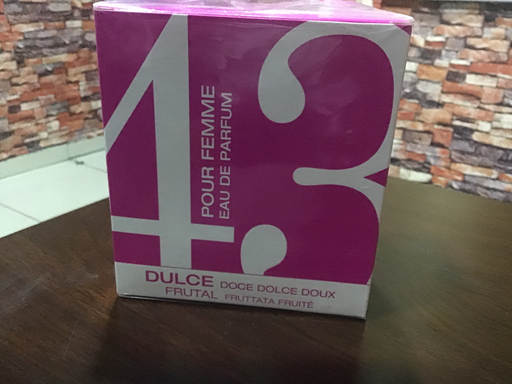 43
POUR FEMME
EAU DE PARFUM
DULCE DOCE DOLCE DOUX
FRUTAL FRUTTATA FRUITÉ